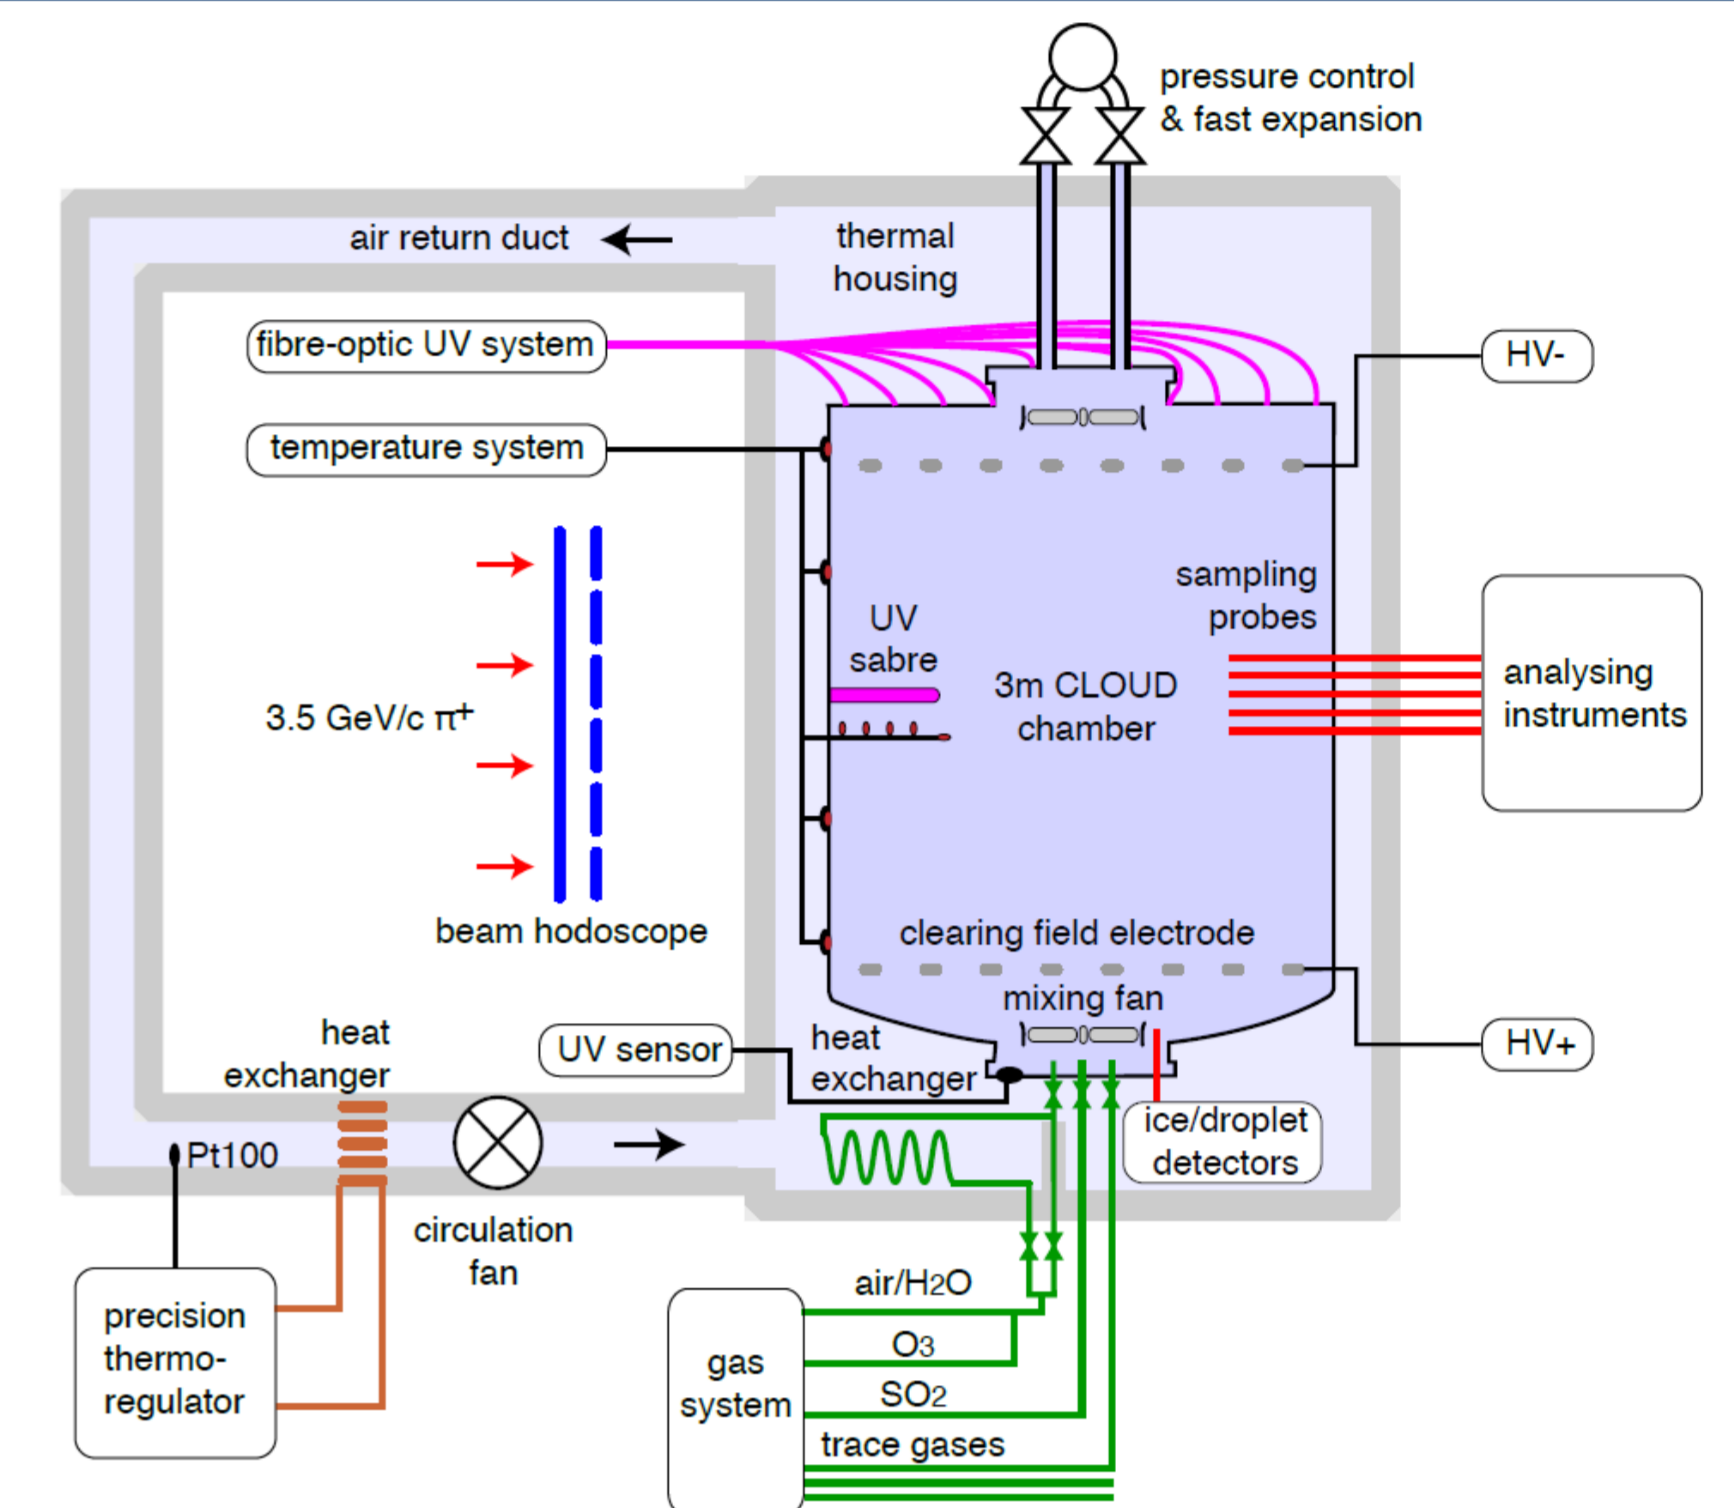 pressure control
& fast expansion
air return duct
thermal
housing
fibre-optic UV system
HV-
temperature system
sampling
probes
UV
sabre
3m CLOUD
chamber
analysing
instruments
3.5 GeV/c π+
beam hodoscope
clearing field electrode
mixing fan
heat
exchanger
UV sensor
heat
exchanger
HV+
ice/droplet
detectors
Pt100
circulation
fan
precision
thermo-
regulator
air/H2O
O3
gas
system
SO2
trace gases